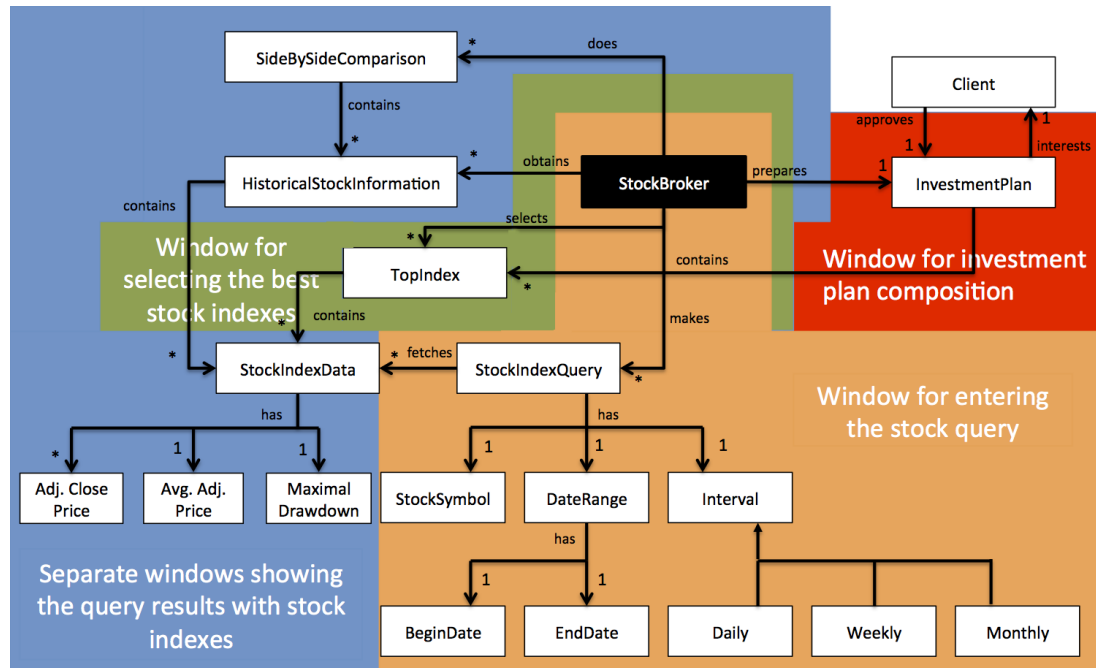 does
*
SideBySideComparison
Client
contains
approves
1
*
*
1
interests
obtains
1
HistoricalStockInformation
StockBroker
prepares
InvestmentPlan
contains
selects
*
Window for
selecting the best
stock indexes
TopIndex
contains
*
Window for investment
plan composition
contains
*
makes
*
*
fetches
*
StockIndexData
StockIndexQuery
Window for entering
the stock query
has
has
*
1
1
1
1
1
Adj. Close
Price
Avg. Adj.
Price
Maximal
Drawdown
StockSymbol
DateRange
Interval
has
Separate windows showing
the query results with stock
indexes
1
1
BeginDate
EndDate
Daily
Weekly
Monthly